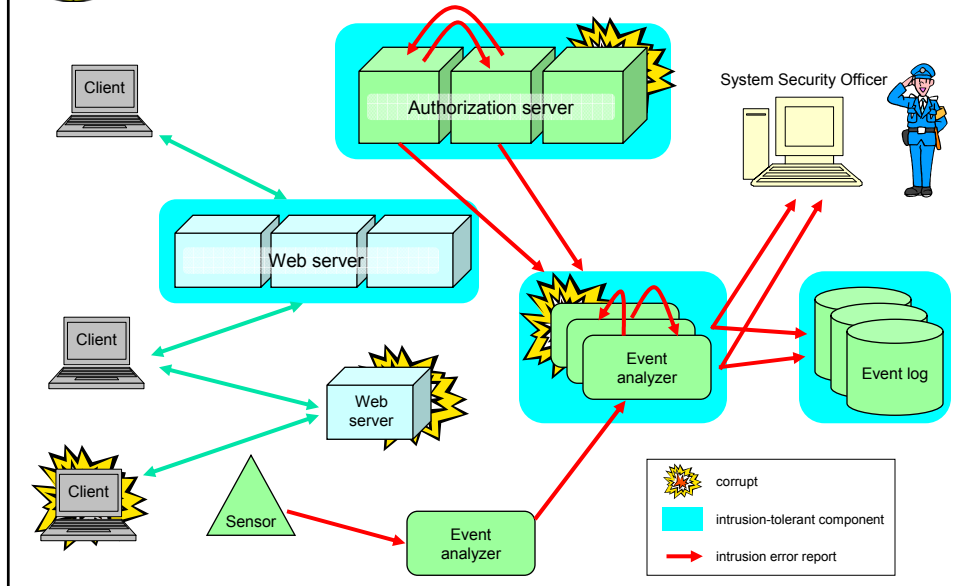 Client
Authorization server
System Security Officer
Web server
Client
Event
analyzer
Event log
Web
server
Client
Sensor
Event
analyzer
corrupt
intrusion-tolerant component
intrusion error report